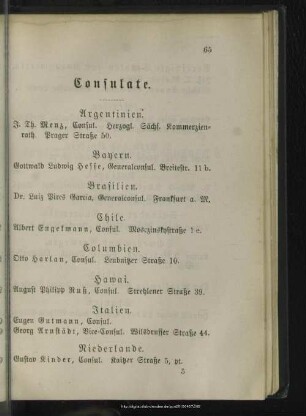 65
Consulate.
Argentinien.
J. Th. Menz, Consul. Herzogl. Sächs. Kommerzien-
rath. Prager Straße 50.
Bayern.
Gottwald Ludwig Hesse, Generalconsul. Breitestr. 11 b.
Brasilien.
Dr. Luiz Vires Garcia, Generalconsul. Frankfurt a. M.
Chile.
Albert Engelmann, Consul. Mosczinskystraße 1 c.
Columbien.
Otto Harlan, Consul. Leubnitzer Straße 10.
Hawai.
August Philipp Ruß, Consul. Strehlener Straße 39.
Italien.
Eugen Gutmann, Consul.
Georg Arnstädt, Vice-Consul. Wilsdruffer Straße 44.
Niederlande.
Gustav Kinder, Consul. Kaitzer Straße 5, pt.
5